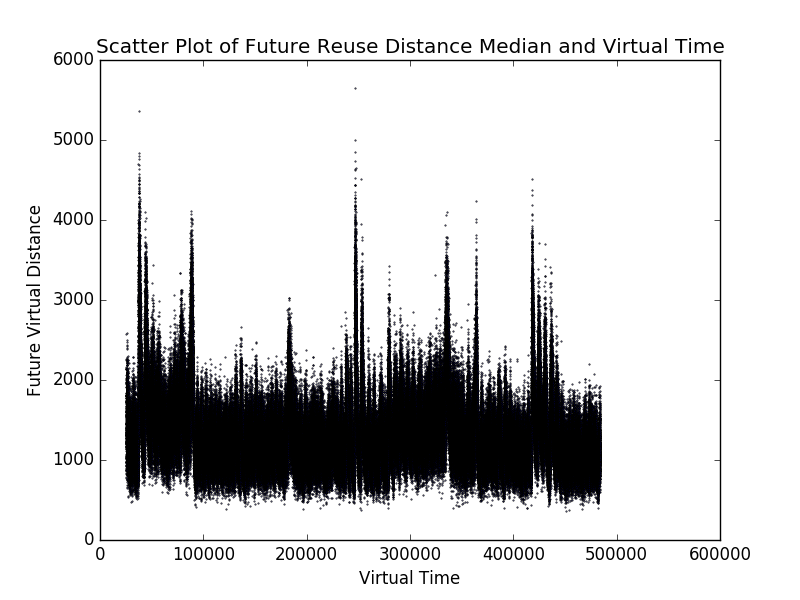 Scatter Plot of Future Reuse Distance Median and Virtual Time
6000
5000
4000
3000
2000
1000
0
Future Virtual Distance
0 100000 200000 300000 400000 500000 600000
Virtual Time